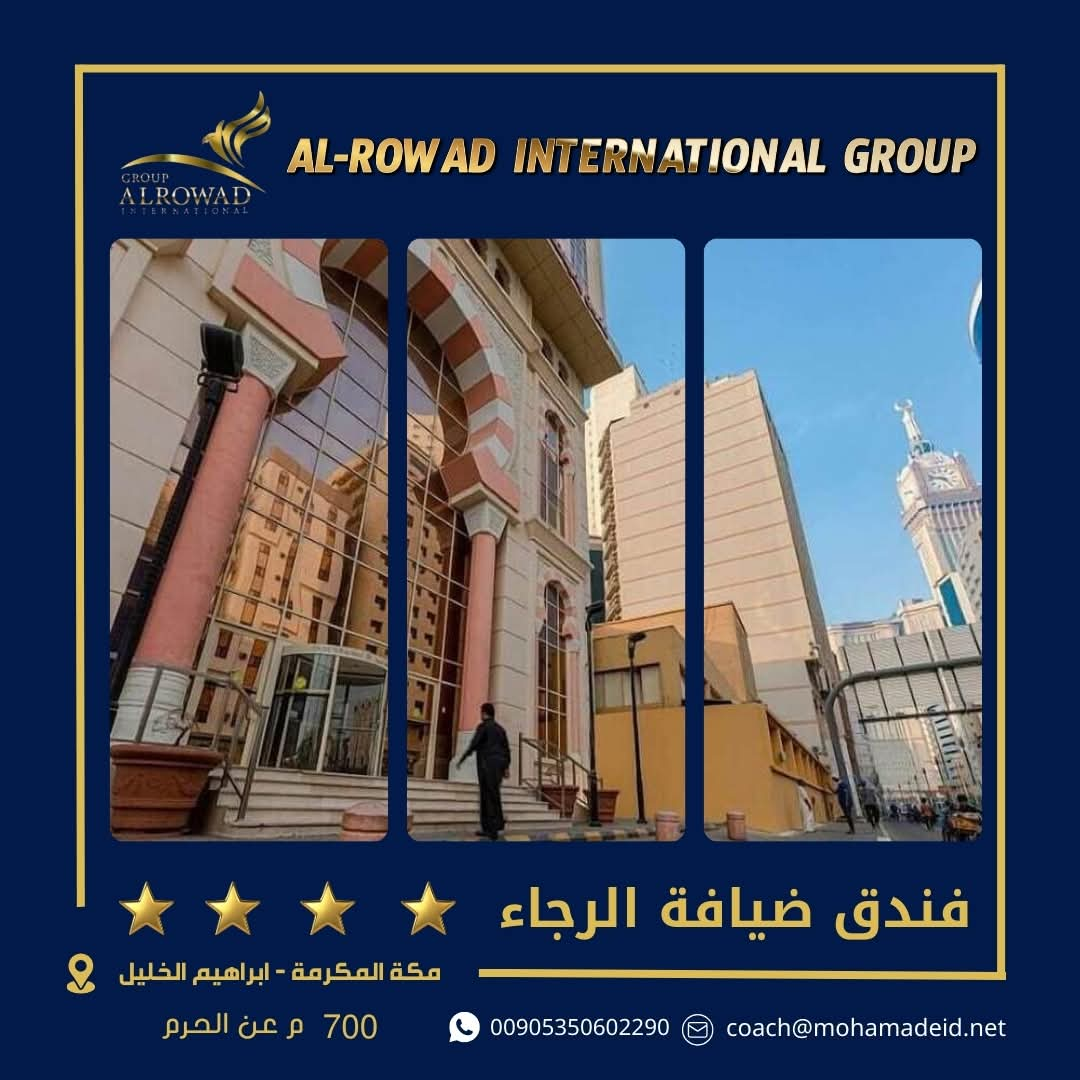 GROUP
ALROWAD
INTERNATIONAL
AL-ROWAD INTERNATIONAL GROUP
فندق ضيافة الرجاء
مكة المكرمة - ابراهيم الخليل
700 م عن الحرم
00905350602290
coach@mohamadeid.net